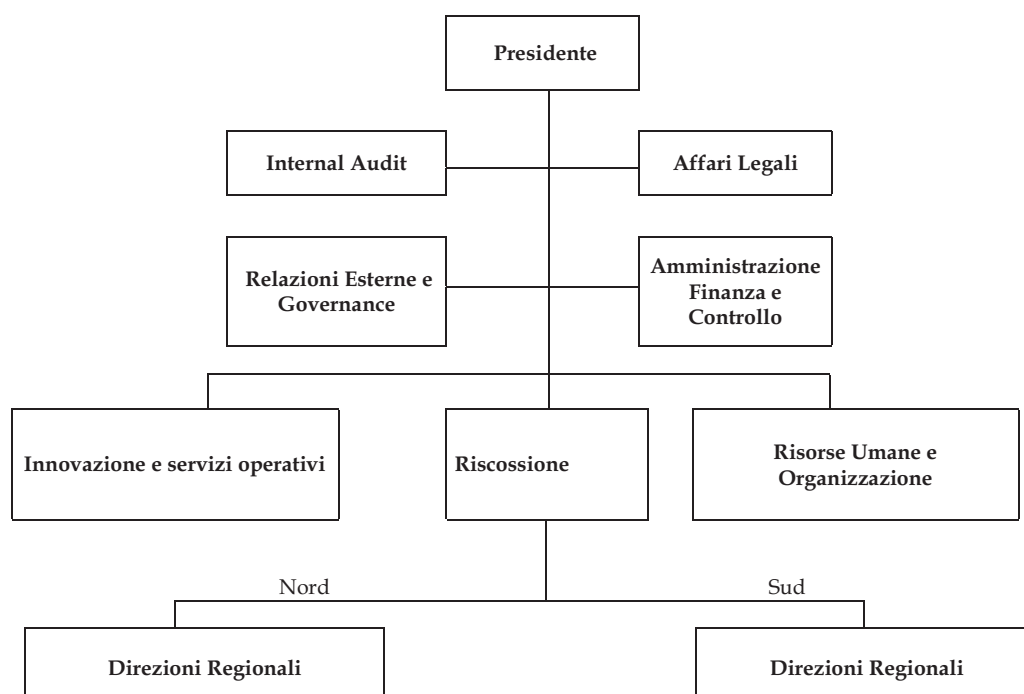 Presidente
Internal Audit
Affari Legali
Relazioni Esterne e
Governance
Amministrazione
Finanza e
Controllo
Innovazione e servizi operativi
Riscossione
Risorse Umane e
Organizzazione
Nord
Sud
Direzioni Regionali
Direzioni Regionali